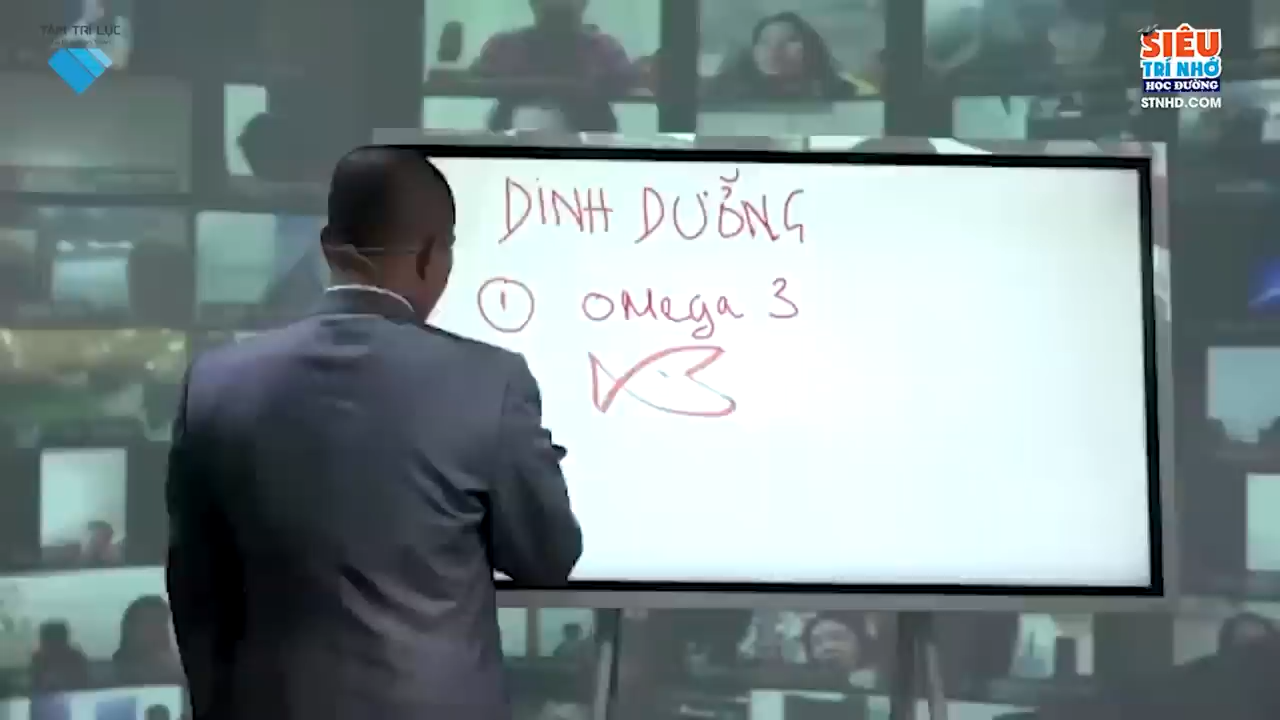 TÂM TRÍ LỰC
SIÊU
TRÍ NHỚ
HỌC ĐƯỜNG
STNHD.COM
DINH DƯỠNG
1 OMega 3